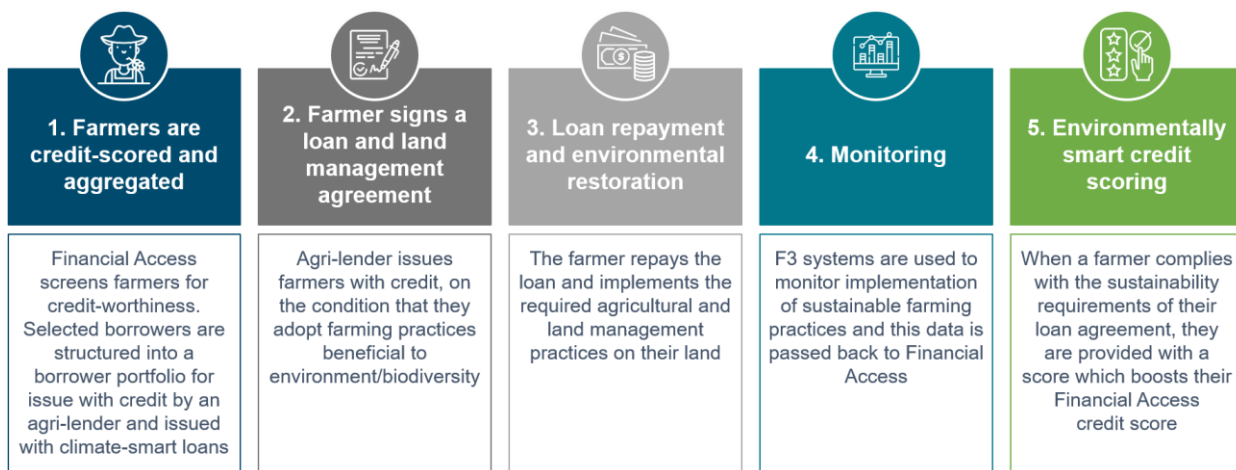 1. Farmers are
credit-scored and
aggregated
Financial Access
screens farmers for
credit-worthiness.
Selected borrowers are
structured into a
borrower portfolio for
issue with credit by an
agri-lender and issued
with climate-smart loans
2. Farmer signs a
loan and land
management
agreement
Agri-lender issues
farmers with credit, on
the condition that they
adopt farming practices
beneficial to
environment/biodiversity
3. Loan repayment
and environmental
restoration
The farmer repays the
loan and implements the
required agricultural and
land management
practices on their land
4. Monitoring
F3 systems are used to
monitor implementation
of sustainable farming
practices and this data is
passed back to Financial
Access
5. Environmentally
smart credit
scoring
When a farmer complies
with the sustainability
requirements of their
loan agreement, they
are provided with a
score which boosts their
Financial Access
credit score